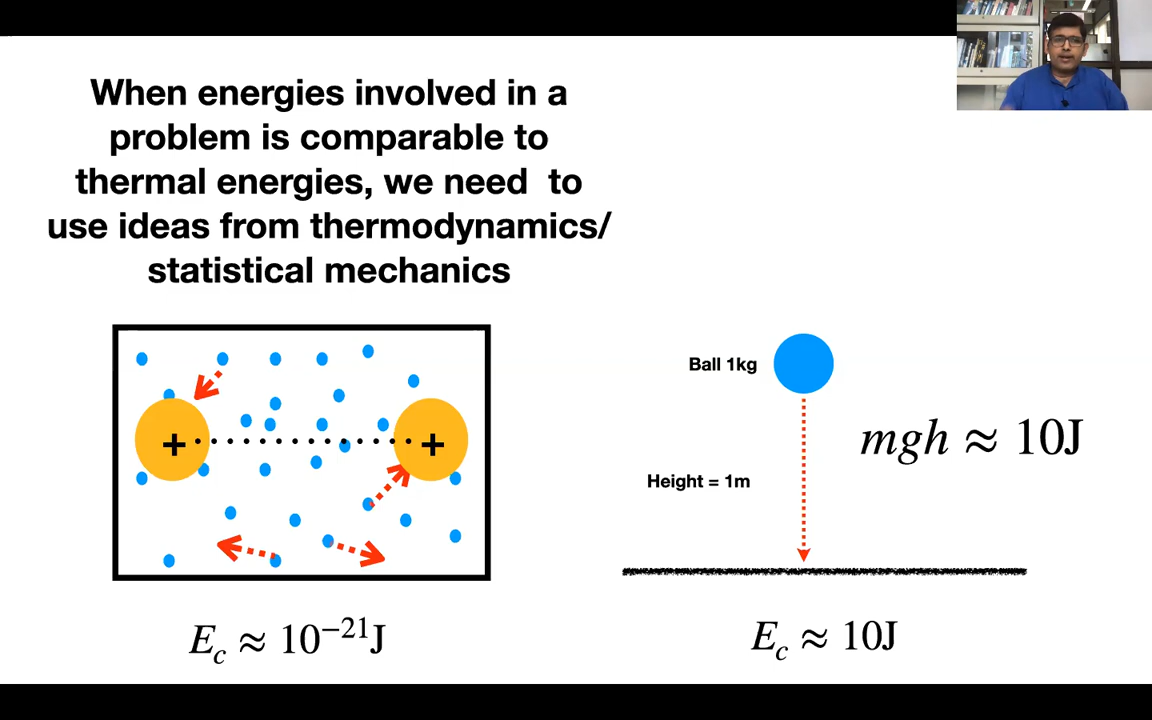 When energies involved in a
problem is comparable to
thermal energies, we need  to
use ideas from thermodynamics/
statistical mechanics
Ball 1kg
mgh ≈ 10J
Height = 1m
+ +
E_c ≈ 10^{−21}J
E_c ≈ 10J